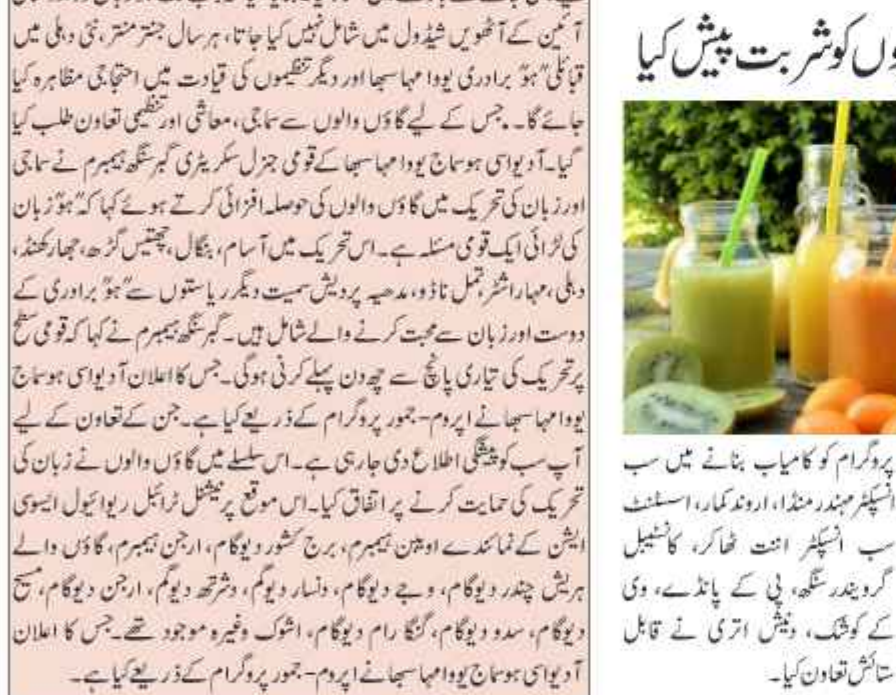 آئین کے آٹھویں شیڈول میں شامل نہیں کیا جاتا، ہر سال جنتر منتر، نئی دہلی میں
قبائلی ”ہو“ برادری یووا مہاسبھا اور دیگر تنظیموں کی قیادت میں احتجاجی مظاہرہ کیا
جائے گا۔ جس کے لیے گاؤں والوں سے سماجی، معاشی اور تنظیمی تعاون طلب کیا
گیا۔ آدیواسی ہو سماج یووا مہاسبھا کے قومی جنرل سکریٹری گبر سنگھ ہیمبرم نے سماجی
اور زبان کی تحریک میں گاؤں والوں کی حوصلہ افزائی کرتے ہوئے کہا کہ ”ہو“ زبان
کی لڑائی ایک قومی مسئلہ ہے۔ اس تحریک میں آسام، بنگال، چھتیس گڑھ، جھارکھنڈ،
دہلی، مہاراشٹر، تمل ناڈو، مدھیہ پردیش سمیت دیگر ریاستوں سے ”ہو“ برادری کے
دوست اور زبان سے محبت کرنے والے شامل ہیں۔ گبر سنگھ ہیمبرم نے کہا کہ قومی سطح
پر تحریک کی تیاری پانچ سے چھ دن پہلے کرنی ہوگی۔ جس کا اعلان آدیواسی ہو سماج
یووا مہاسبھا نے اپروم-جمور پروگرام کے ذریعے کیا ہے۔ جن کے تعاون کے لیے
آپ سب کو پیشگی اطلاع دی جارہی ہے۔ اس سلسلے میں گاؤں والوں نے زبان کی
تحریک کی حمایت کرنے پر اتفاق کیا۔ اس موقع پر نیشنل ٹرائبل ریوائیول ایسوسی
ایشن کے نمائندے اوپین ہیمبرم، برج کشور دیوگام، ارجن ہیمبرم، گاؤں والے
ہریش چندر دیوگام، وجے دیوگام، دنسار دیوگم، دشرتھ دیوگم، ارجن دیوگام، مسیح
دیوگام، سدو دیوگام، گنگا رام دیوگام، اشوک وغیرہ موجود تھے۔ جس کا اعلان
آدیواسی ہو سماج یووا مہاسبھا نے اپروم-جمور پروگرام کے ذریعے کیا ہے۔
وں کو شربت پیش کیا
پروگرام کو کامیاب بنانے میں سب
انسپکٹر مہندر منڈا، اروند کمار، اسسٹنٹ
سب انسپکٹر اننت ٹھاکر، کانسٹیبل
گرویندر سنگھ، پی کے پانڈے، وی
کے کوشک، دنیش اتری نے قابل
ستائش تعاون کیا۔